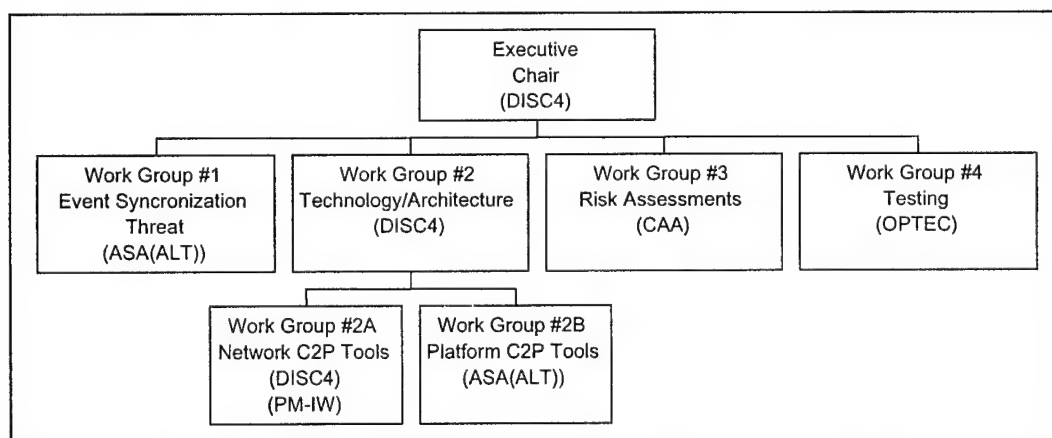 Executive
Chair
(DISC4)
Work Group #1
Event Syncronization
Threat
(ASA(ALT))
Work Group #2
Technology/Architecture
(DISC4)
Work Group #3
Risk Assessments
(CAA)
Work Group #4
Testing
(OPTEC)
Work Group #2A
Network C2P Tools
(DISC4)
(PM-IW)
Work Group #2B
Platform C2P Tools
(ASA(ALT))